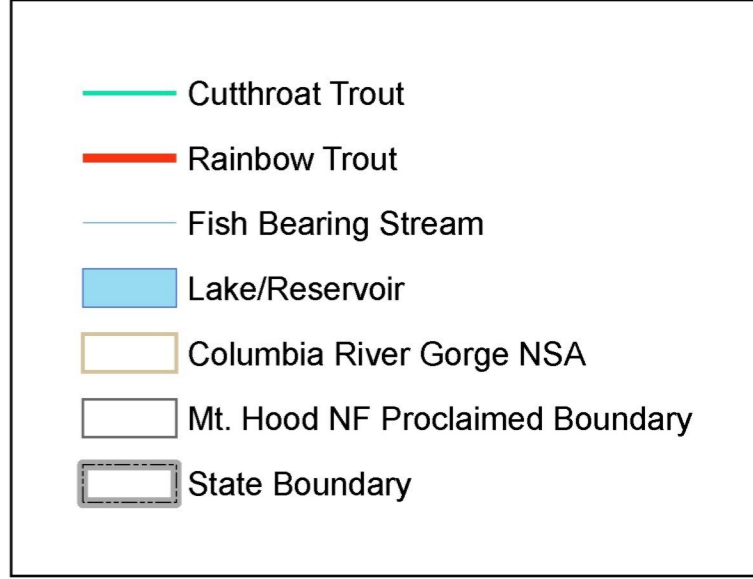 Cutthroat Trout
Rainbow Trout
Fish Bearing Stream
Lake/Reservoir
Columbia River Gorge NSA
Mt. Hood NF Proclaimed Boundary
State Boundary